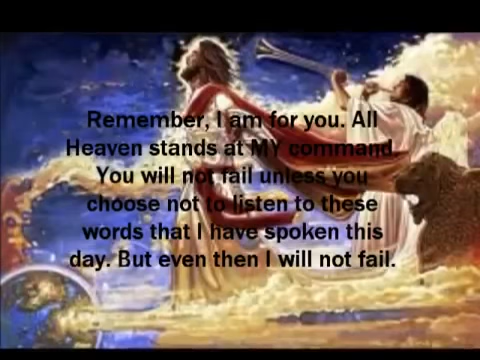 Remember, I am for you. All
Heaven stands at MY command.
You will not fail unless you
choose not to listen to these
words that I have spoken this
day. But even then I will not fail.